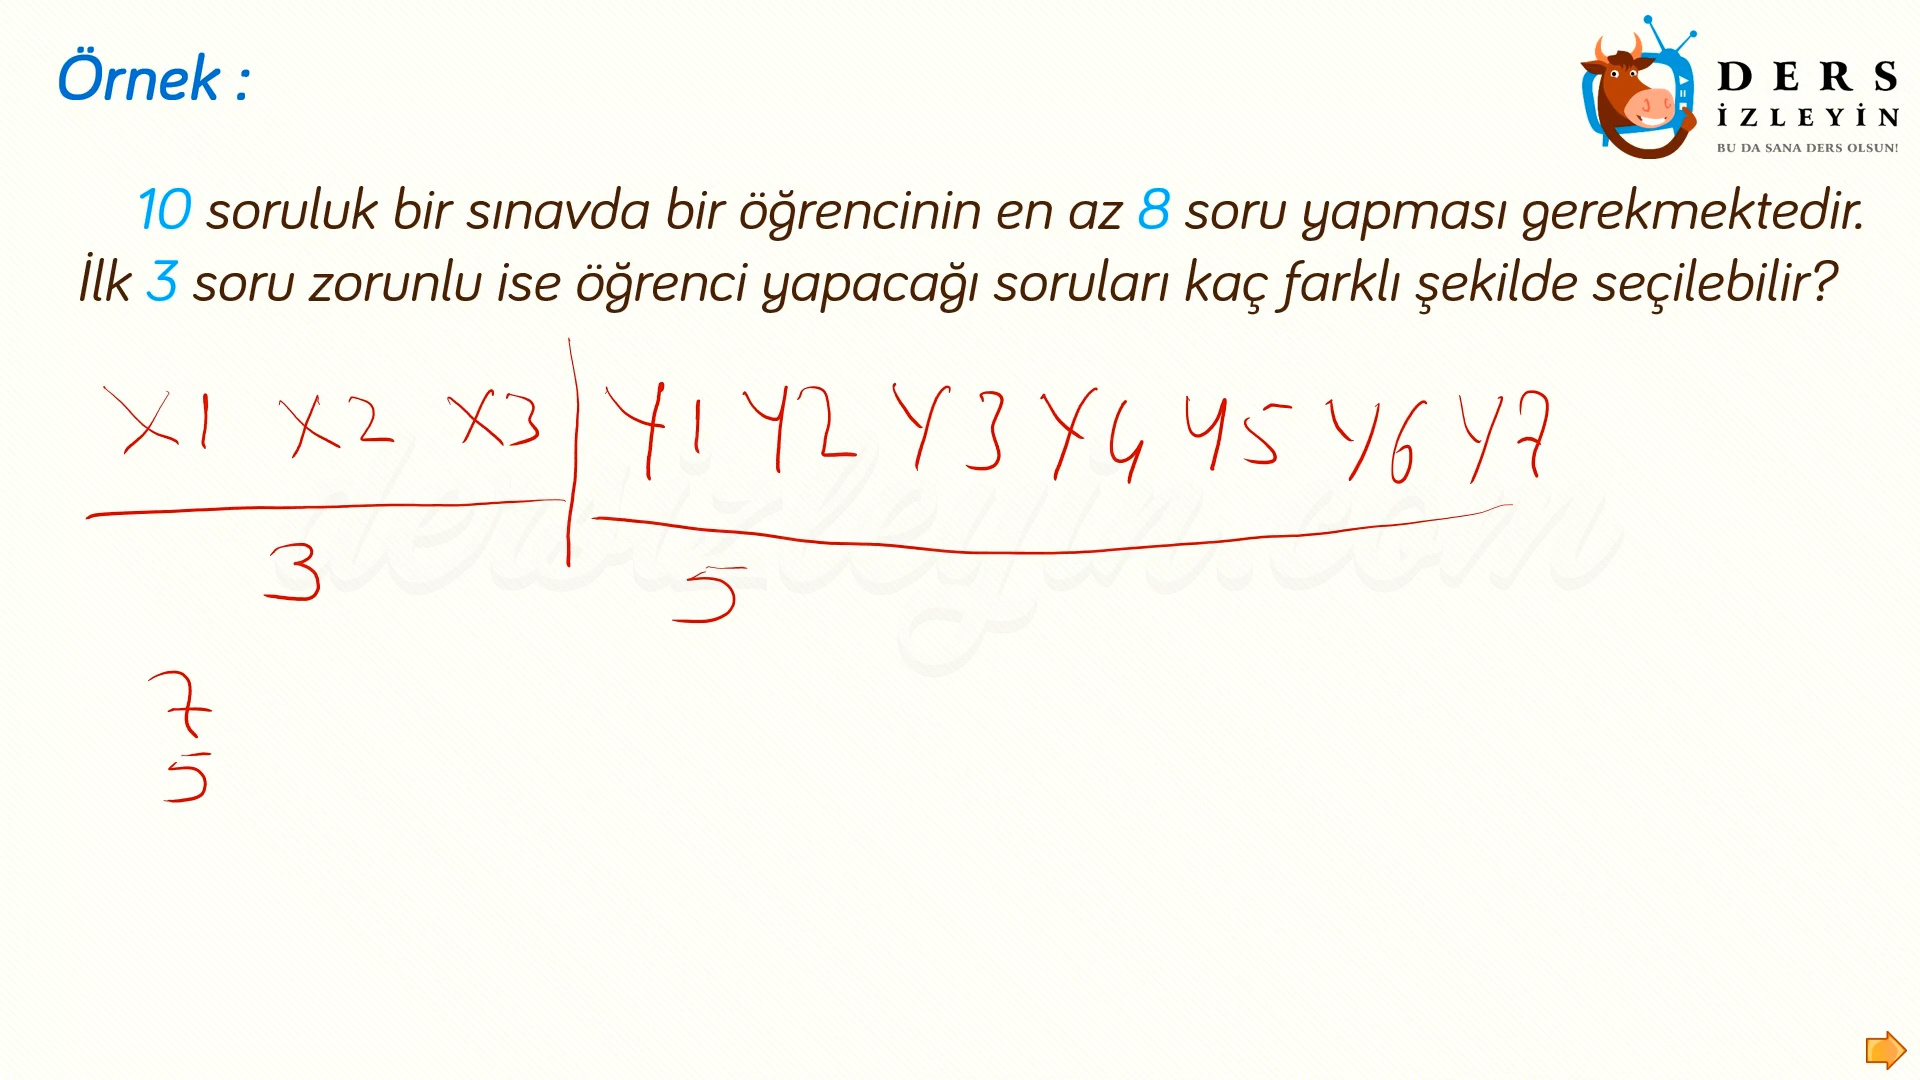 Örnek :
DERS
İZLEYİN
BU DA SANA DERS OLSUN!
10 soruluk bir sınavda bir öğrencinin en az 8 soru yapması gerekmektedir.
İlk 3 soru zorunlu ise öğrenci yapacağı soruları kaç farklı şekilde seçilebilir?
X1 X2 X3 | Y1 Y2 Y3 Y4 Y5 Y6 Y7
dersizleyin.com
3 5
7
5